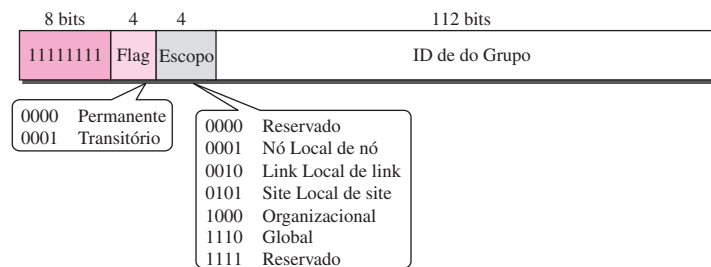 8 bits 4 4 112 bits
11111111 Flag Escopo ID de do Grupo
0000 Permanente
0001 Transitório
0000 Reservado
0001 Nó Local de nó
0010 Link Local de link
0101 Site Local de site
1000 Organizacional
1110 Global
1111 Reservado